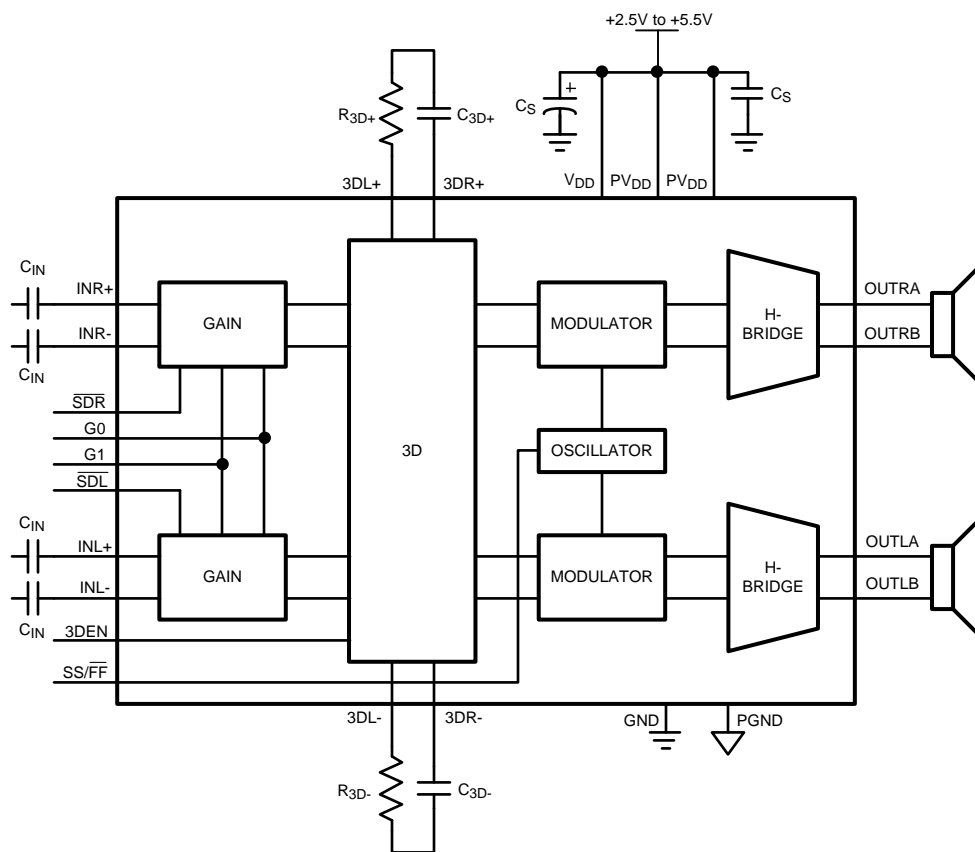 +2.5V to +5.5V
R3D+
C3D+
CS
+
CS
3DL+
3DR+
VDD
PVDD
PVDD
CIN
INR+
INR-
CIN
GAIN
MODULATOR
H-
BRIDGE
OUTRA
OUTRB
SDR
G0
G1
SDL
3D
OSCILLATOR
CIN
INL+
INL-
CIN
GAIN
MODULATOR
H-
BRIDGE
OUTLA
OUTLB
3DEN
SS/FF
3DL-
3DR-
GND
PGND
R3D-
C3D-